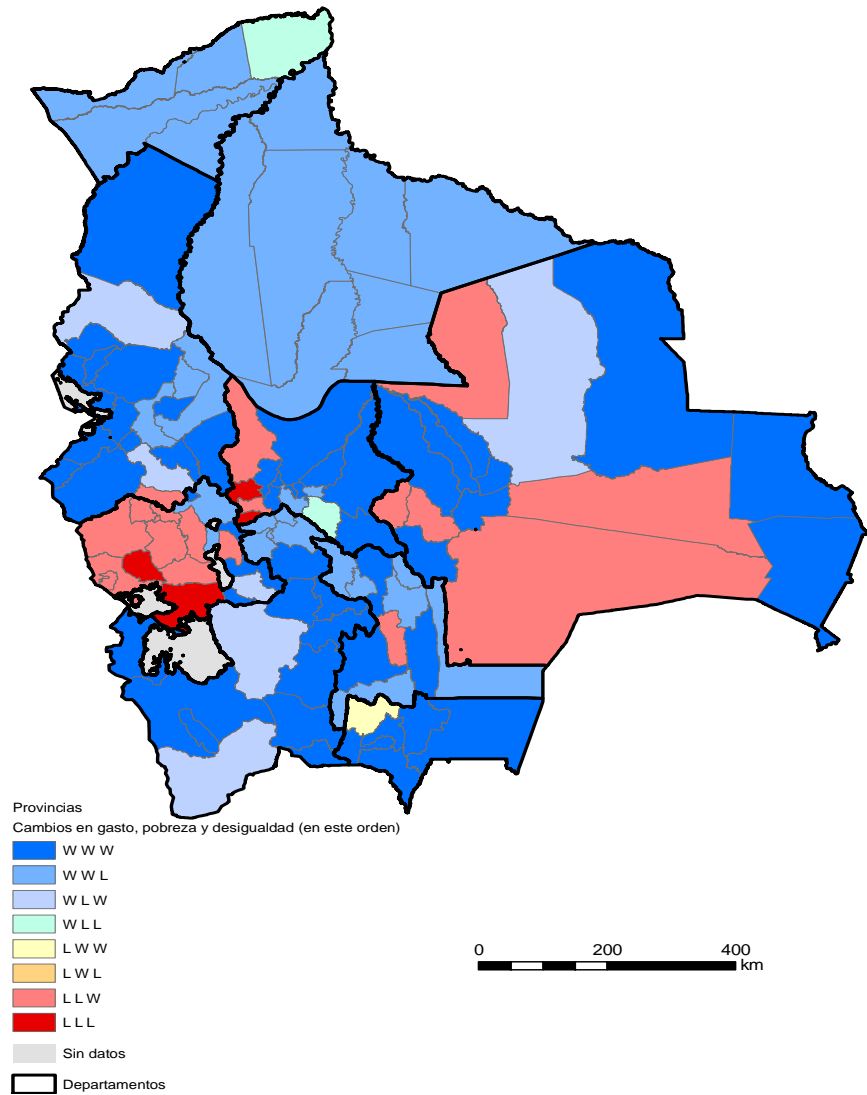 Provincias
Cambios en gasto, pobreza y desigualdad (en este orden)
W W W
W W L
W L W
W L L
L W W
L W L
L L W
L L L
Sin datos
Departamentos
0 200 400
km